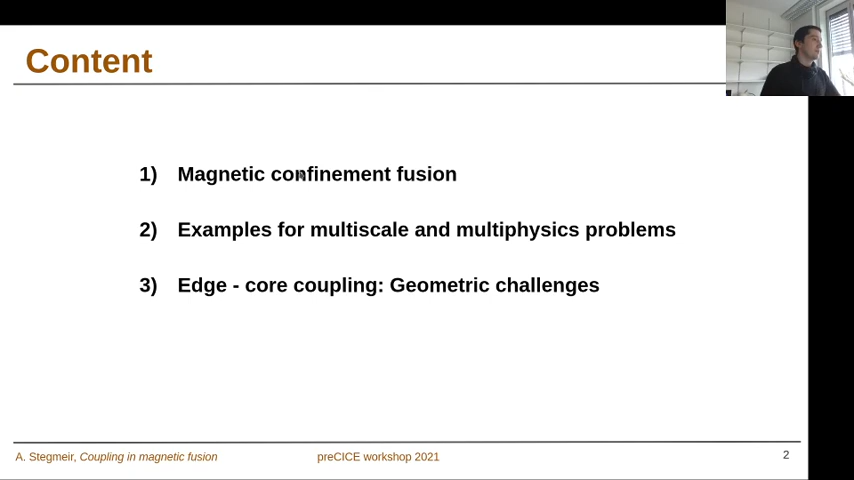 Content
1) Magnetic confinement fusion
2) Examples for multiscale and multiphysics problems
3) Edge - core coupling: Geometric challenges
A. Stegmeir, Coupling in magnetic fusion
preCICE workshop 2021
2